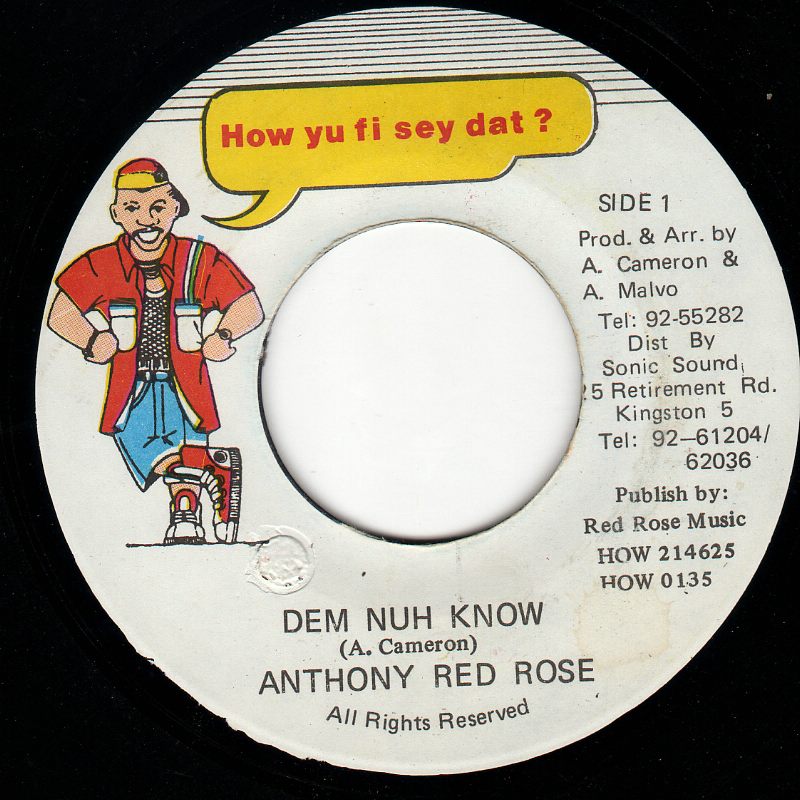 How yu fi sey dat ?
SIDE 1
Prod. & Arr. by
A. Cameron &
A. Malvo
Tel: 92-55282
Dist By
Sonic Sound
25 Retirement Rd.
Kingston 5
Tel: 92-61204/
62036
Publish by:
Red Rose Music
HOW 214625
HOW 0135
DEM NUH KNOW
(A. Cameron)
ANTHONY RED ROSE
All Rights Reserved